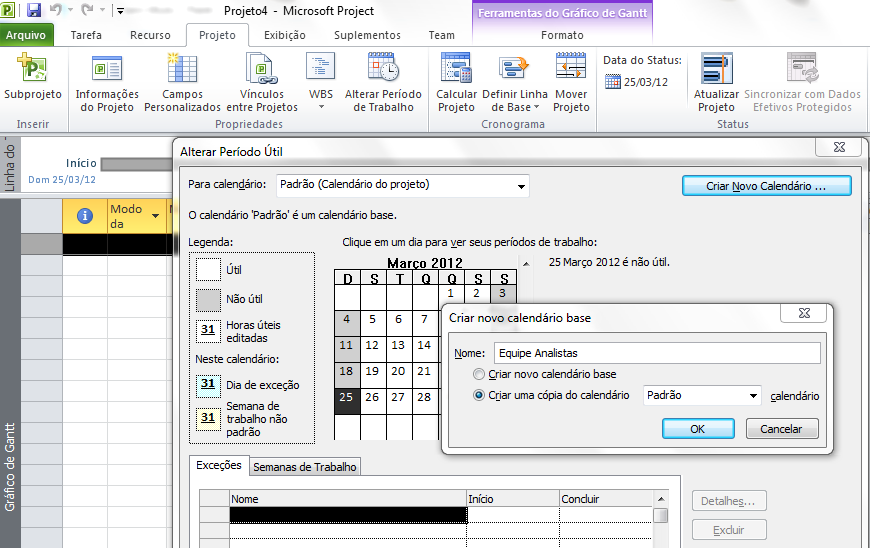 Projeto4 - Microsoft Project
Ferramentas do Gráfico de Gantt
Arquivo Tarefa Recurso Projeto Exibição Suplementos Team Formato
Subprojeto
Informações do Projeto
Campos Personalizados
Vínculos entre Projetos
WBS
Alterar Período de Trabalho
Calcular Projeto
Definir Linha de Base
Mover Projeto
Data do Status:
25/03/12
Atualizar Projeto
Sincronizar com Dados Efetivos Protegidos
Inserir Propriedades Cronograma Status
Linha do
Início
Dom 25/03/12
Modo da
Gráfico de Gantt
Alterar Período Útil
Para calendário: Padrão (Calendário do projeto)
Criar Novo Calendário ...
O calendário 'Padrão' é um calendário base.
Legenda:
Útil
Não útil
31 Horas úteis editadas
Neste calendário:
31 Dia de exceção
31 Semana de trabalho não padrão
Clique em um dia para ver seus períodos de trabalho:
Março 2012
D S T Q Q S S
1 2 3
4 5 6 7
11 12 13 14
18 19 20 21
25 26 27 28
25 Março 2012 é não útil.
Criar novo calendário base
Nome: Equipe Analistas
Criar novo calendário base
Criar uma cópia do calendário Padrão calendário
OK Cancelar
Exceções Semanas de Trabalho
Nome Início Concluir
Detalhes...
Excluir